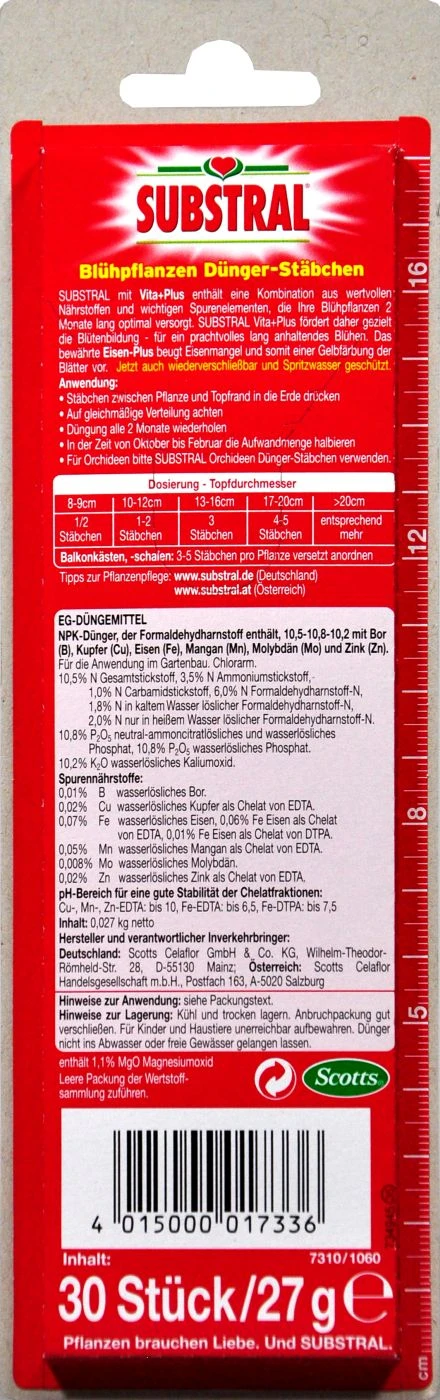 SUBSTRAL
Blühpflanzen Dünger-Stäbchen
SUBSTRAL mit Vita+Plus enthält eine Kombination aus wertvollen
Nährstoffen und wichtigen Spurenelementen, die Ihre Blühpflanzen 2
Monate lang optimal versorgt. SUBSTRAL Vita+Plus fördert daher gezielt
die Blütenbildung - für ein prachtvolles lang anhaltendes Blühen. Das
bewährte Eisen-Plus beugt Eisenmangel und somit einer Gelbfärbung der
Blätter vor. Jetzt auch wiederverschließbar und Spritzwasser geschützt.
Anwendung:
• Stäbchen zwischen Pflanze und Topfrand in die Erde drücken
• Auf gleichmäßige Verteilung achten
• Düngung alle 2 Monate wiederholen
• In der Zeit von Oktober bis Februar die Aufwandmenge halbieren
• Für Orchideen bitte SUBSTRAL Orchideen Dünger-Stäbchen verwenden.
Dosierung - Topfdurchmesser
8-9cm 10-12cm 13-16cm 17-20cm >20cm
1/2 1-2 3 4-5 entsprechend
Stäbchen Stäbchen Stäbchen Stäbchen mehr
Balkonkästen, -schalen: 3-5 Stäbchen pro Pflanze versetzt anordnen
Tipps zur Pflanzenpflege: www.substral.de (Deutschland)
www.substral.at (Österreich)
EG-DÜNGEMITTEL
NPK-Dünger, der Formaldehydharnstoff enthält, 10,5-10,8-10,2 mit Bor
(B), Kupfer (Cu), Eisen (Fe), Mangan (Mn), Molybdän (Mo) und Zink (Zn).
Für die Anwendung im Gartenbau. Chlorarm.
10,5% N Gesamtstickstoff, 3,5% N Ammoniumstickstoff,
1,0% N Carbamidstickstoff, 6,0% N Formaldehydharnstoff-N,
1,8% N in kaltem Wasser löslicher Formaldehydharnstoff-N,
2,0% N nur in heißem Wasser löslicher Formaldehydharnstoff-N.
10,8% P₂O₅ neutral-ammoncitratlösliches und wasserlösliches
Phosphat, 10,8% P₂O₅ wasserlösliches Phosphat.
10,2% K₂O wasserlösliches Kaliumoxid.
Spurennährstoffe:
0,01% B wasserlösliches Bor.
0,02% Cu wasserlösliches Kupfer als Chelat von EDTA.
0,07% Fe wasserlösliches Eisen, 0,06% Fe Eisen als Chelat
von EDTA, 0,01% Fe Eisen als Chelat von DTPA.
0,05% Mn wasserlösliches Mangan als Chelat von EDTA.
0,008% Mo wasserlösliches Molybdän.
0,02% Zn wasserlösliches Zink als Chelat von EDTA.
pH-Bereich für eine gute Stabilität der Chelatfraktionen:
Cu-, Mn-, Zn-EDTA: bis 10, Fe-EDTA: bis 6,5, Fe-DTPA: bis 7,5
Inhalt: 0,027 kg netto
Hersteller und verantwortlicher Inverkehrbringer:
Deutschland: Scotts Celaflor GmbH & Co. KG, Wilhelm-Theodor-
Römheld-Str. 28, D-55130 Mainz; Österreich: Scotts Celaflor
Handelsgesellschaft m.b.H., Postfach 163, A-5020 Salzburg
Hinweise zur Anwendung: siehe Packungstext.
Hinweise zur Lagerung: Kühl und trocken lagern. Anbruchpackung gut
verschließen. Für Kinder und Haustiere unerreichbar aufbewahren. Dünger
nicht ins Abwasser oder freie Gewässer gelangen lassen.
enthält 1,1% MgO Magnesiumoxid
Leere Packung der Wertstoff-
sammlung zuführen.
Scotts
4 015000 017336
Inhalt: 7310/1060
30 Stück/27 g e
Pflanzen brauchen Liebe. Und SUBSTRAL.
16
12
8
5
cm